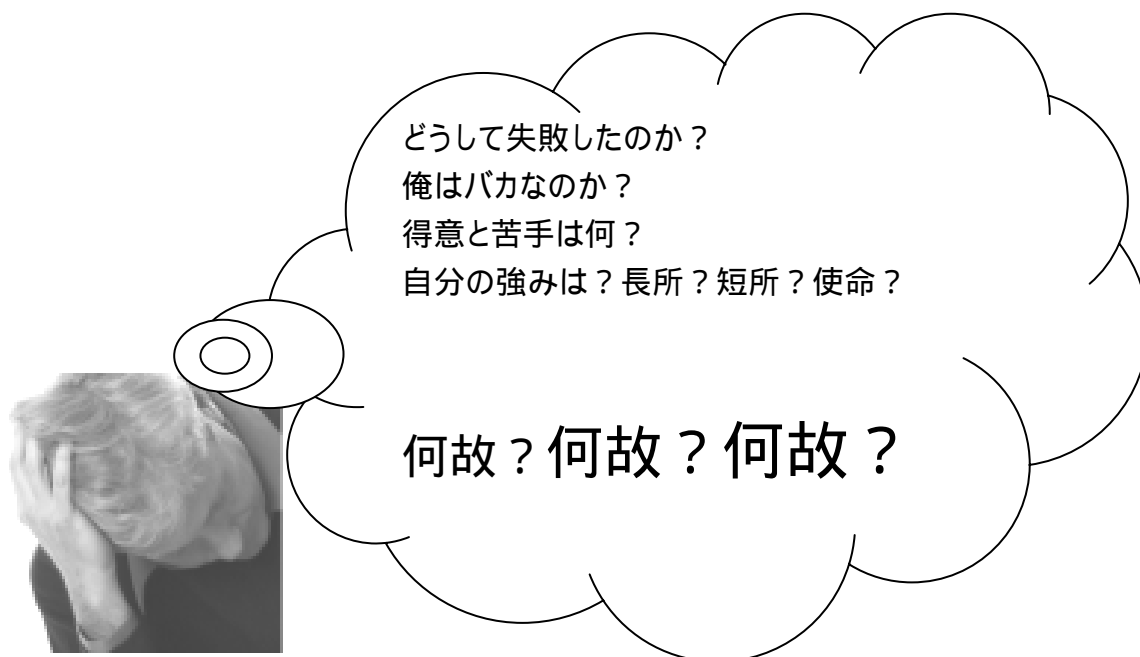 どうして失敗したのか？
俺はバカなのか？
得意と苦手は何？
自分の強みは？長所？短所？使命？
何故？何故？何故？